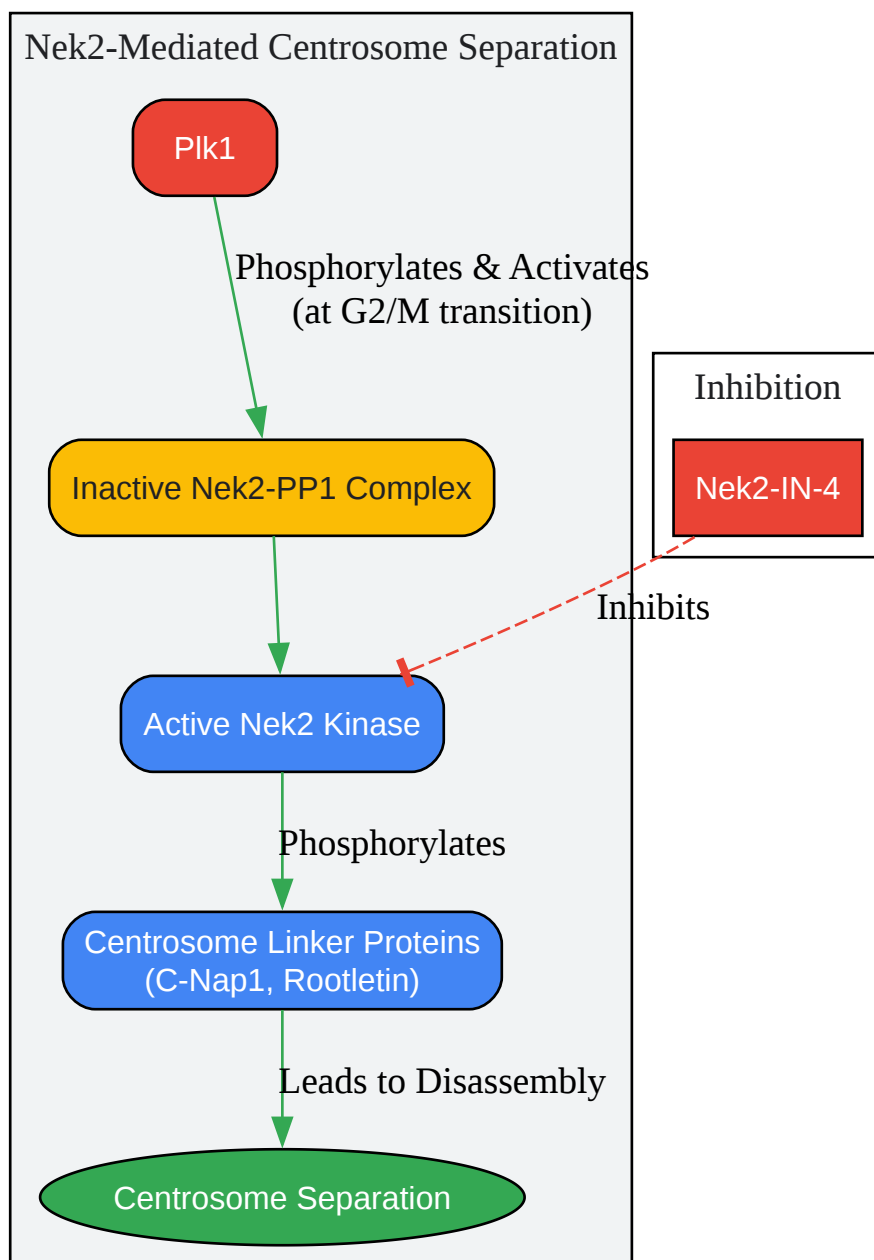 Nek2-Mediated Centrosome Separation
Plk1
Phosphorylates & Activates
(at G2/M transition)
Inhibition
Inactive Nek2-PP1 Complex
Nek2-IN-4
Inhibits
Active Nek2 Kinase
Phosphorylates
Centrosome Linker Proteins
(C-Nap1, Rootletin)
Leads to Disassembly
Centrosome Separation